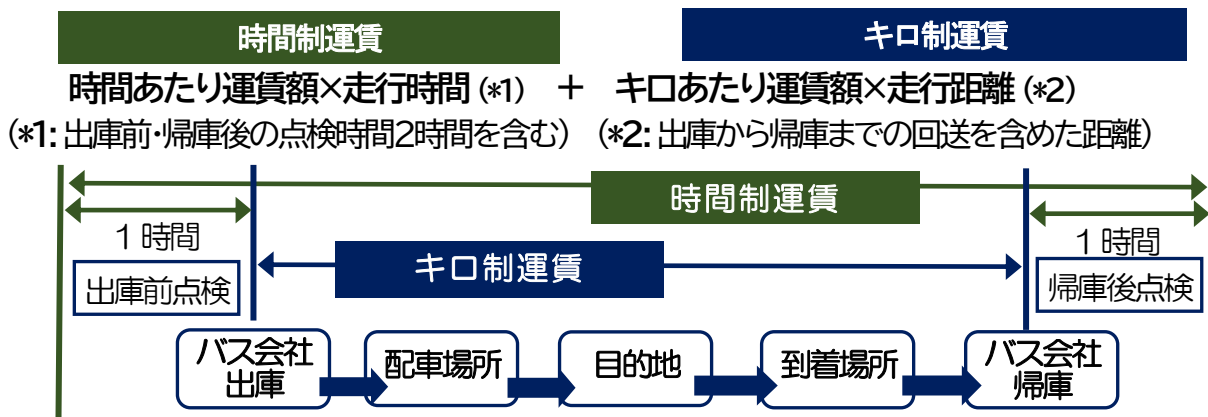 時間制運賃
キロ制運賃
時間あたり運賃額×走行時間(*1) + キロあたり運賃額×走行距離(*2)
(*1: 出庫前・帰庫後の点検時間2時間を含む) (*2: 出庫から帰庫までの回送を含めた距離)
時間制運賃
1時間
1時間
キロ制運賃
出庫前点検
帰庫後点検
バス会社
出庫
配車場所
目的地
到着場所
バス会社
帰庫